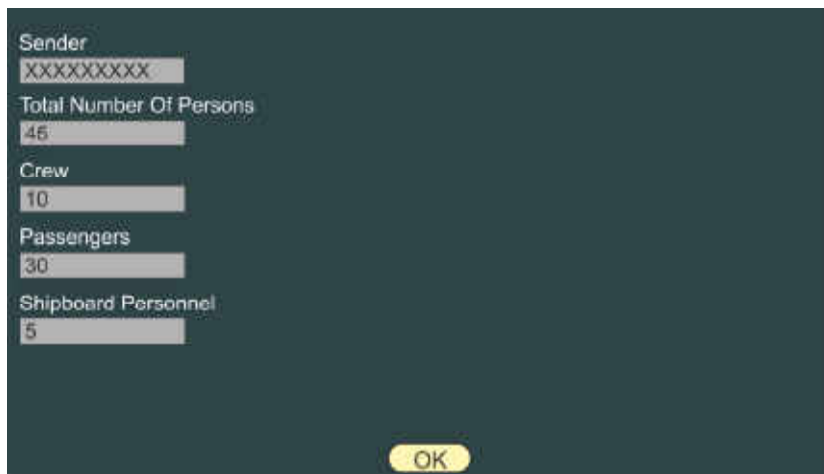 Sender
XXXXXXXXX
Total Number Of Persons
45
Crew
10
Passengers
30
Shipboard Personnel
5
OK